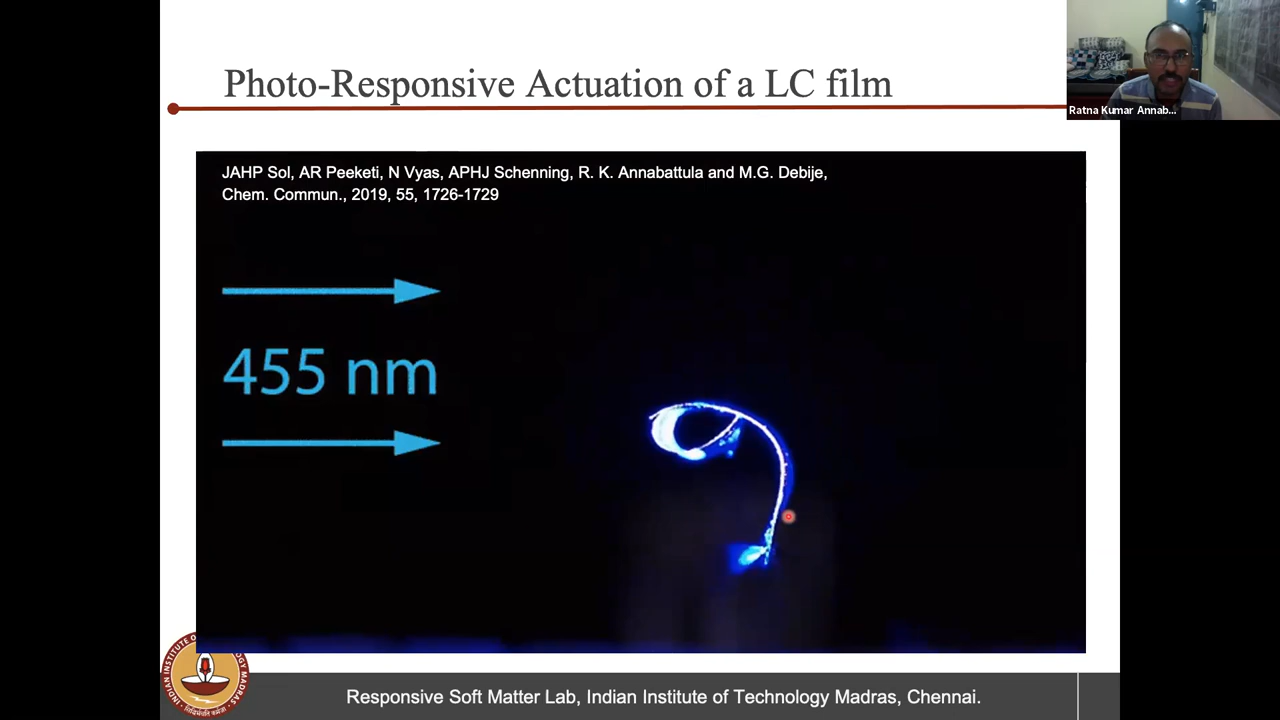 Photo-Responsive Actuation of a LC film
Ratna Kumar Annab...
JAHP Sol, AR Peeketi, N Vyas, APHJ Schenning, R. K. Annabattula and M.G. Debije,
Chem. Commun., 2019, 55, 1726-1729
455 nm
Responsive Soft Matter Lab, Indian Institute of Technology Madras, Chennai.